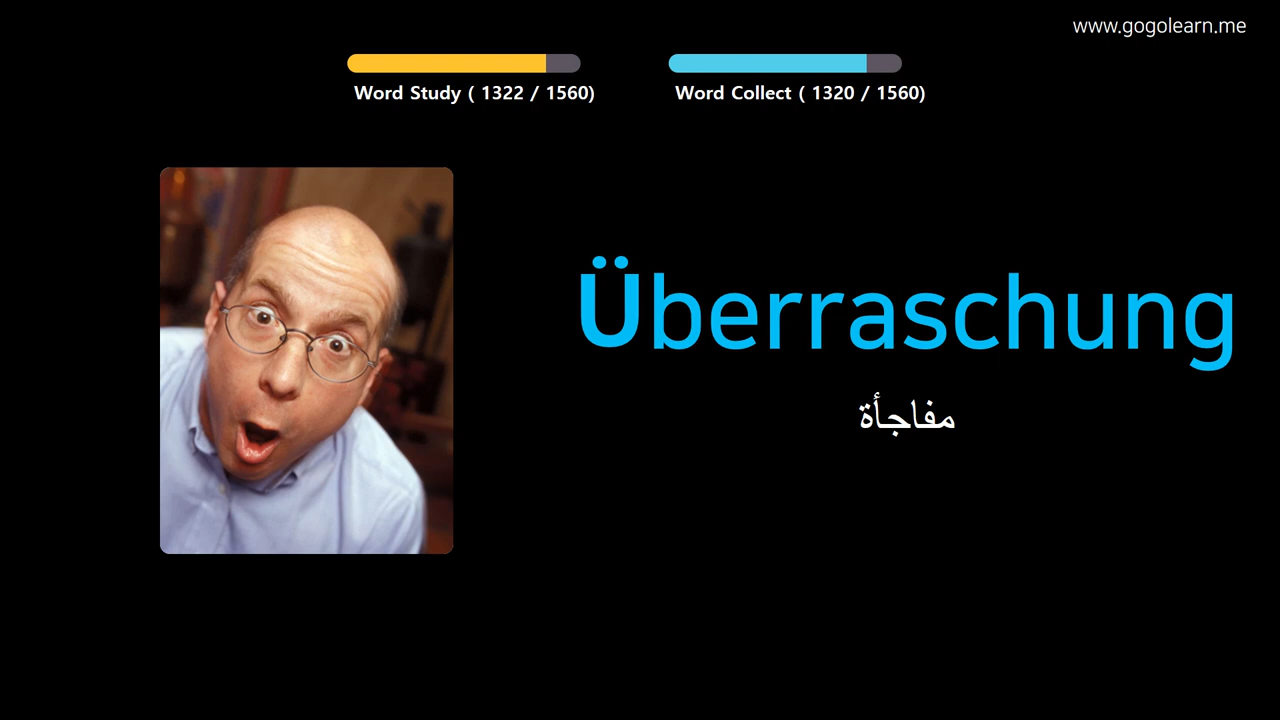 www.gogolearn.me
Word Study ( 1322 / 1560)
Word Collect ( 1320 / 1560)
Überraschung
مفاجأة